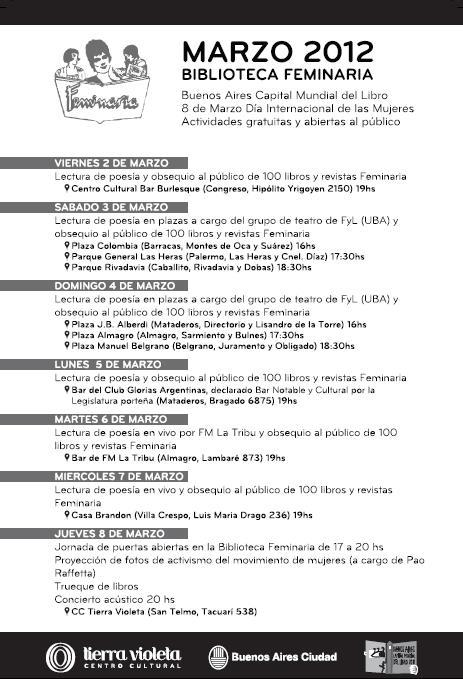 MARZO 2012
Feminaria
BIBLIOTECA FEMINARIA
Buenos Aires Capital Mundial del Libro
8 de Marzo Día Internacional de las Mujeres
Actividades gratuitas y abiertas al público
VIERNES 2 DE MARZO
Lectura de poesía y obsequio al público de 100 libros y revistas Feminaria
Centro Cultural Bar Burlesque (Congreso, Hipólito Yrigoyen 2150) 19hs
SABADO 3 DE MARZO
Lectura de poesía en plazas a cargo del grupo de teatro de FyL (UBA) y
obsequio al público de 100 libros y revistas Feminaria
Plaza Colombia (Barracas, Montes de Oca y Suárez) 16hs
Parque General Las Heras (Palermo, Las Heras y Cnel. Díaz) 17:30hs
Parque Rivadavia (Caballito, Rivadavia y Dobas) 18:30hs
DOMINGO 4 DE MARZO
Lectura de poesía en plazas a cargo del grupo de teatro de FyL (UBA) y
obsequio al público de 100 libros y revistas Feminaria
Plaza J.B. Alberdi (Mataderos, Directorio y Lisandro de la Torre) 16hs
Plaza Almagro (Almagro, Sarmiento y Bulnes) 17:30hs
Plaza Manuel Belgrano (Belgrano, Juramento y Obligado) 18:30hs
LUNES 5 DE MARZO
Lectura de poesía y obsequio al público de 100 libros y revistas Feminaria
Bar del Club Glorias Argentinas, declarado Bar Notable y Cultural por la
Legislatura porteña (Mataderos, Bragado 6875) 19hs
MARTES 6 DE MARZO
Lectura de poesía en vivo por FM La Tribu y obsequio al público de 100
libros y revistas Feminaria
Bar de FM La Tribu (Almagro, Lambaré 873) 19hs
MIERCOLES 7 DE MARZO
Lectura de poesía en vivo y obsequio al público de 100 libros y revistas
Feminaria
Casa Brandon (Villa Crespo, Luis Maria Drago 236) 19hs
JUEVES 8 DE MARZO
Jornada de puertas abiertas en la Biblioteca Feminaria de 17 a 20 hs
Proyección de fotos de activismo del movimiento de mujeres (a cargo de Pao
Raffetta)
Trueque de libros
Concierto acústico 20 hs
CC Tierra Violeta (San Telmo, Tacuarí 538)
tierra violeta
CENTRO CULTURAL
Buenos Aires Ciudad